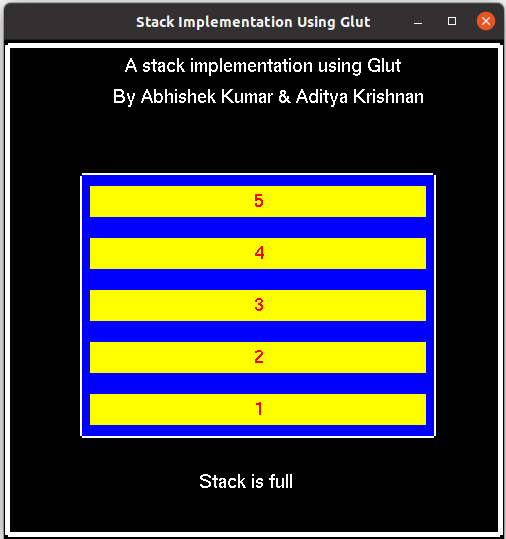 Stack Implementation Using Glut
A stack implementation using Glut
By Abhishek Kumar & Aditya Krishnan
5
4
3
2
1
Stack is full